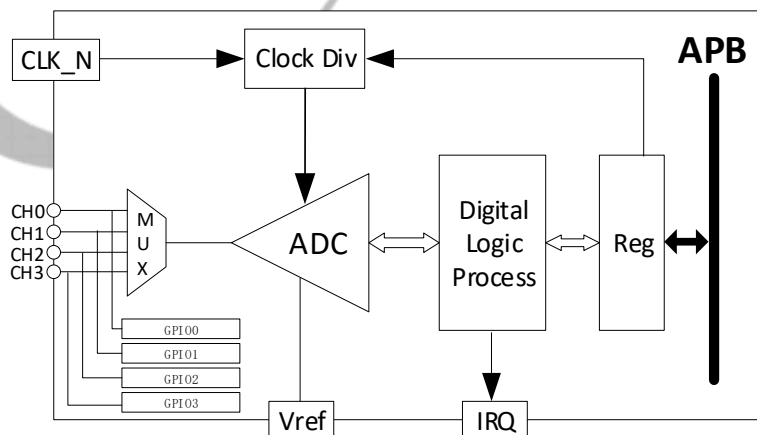 CLK_N
Clock Div
APB
CH0
CH1
CH2
CH3
M
U
X
ADC
Digital
Logic
Process
Reg
GPIO0
GPIO1
GPIO2
GPIO3
Vref
IRQ